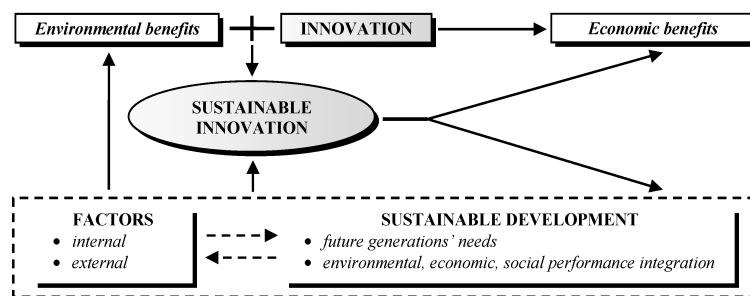 Environmental benefits
INNOVATION
Economic benefits
SUSTAINABLE
INNOVATION
FACTORS
• internal
• external
SUSTAINABLE DEVELOPMENT
• future generations’ needs
• environmental, economic, social performance integration